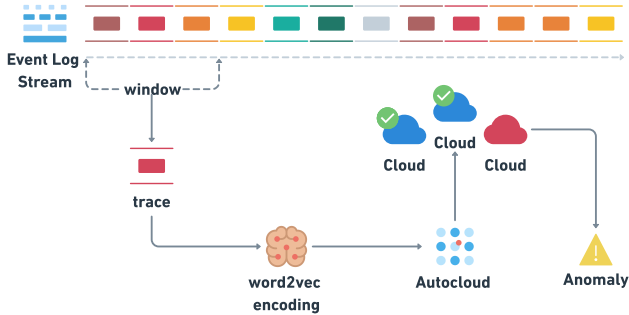 Event Log
Stream
window
Cloud
Cloud
Cloud
trace
word2vec
encoding
Autocloud
Anomaly